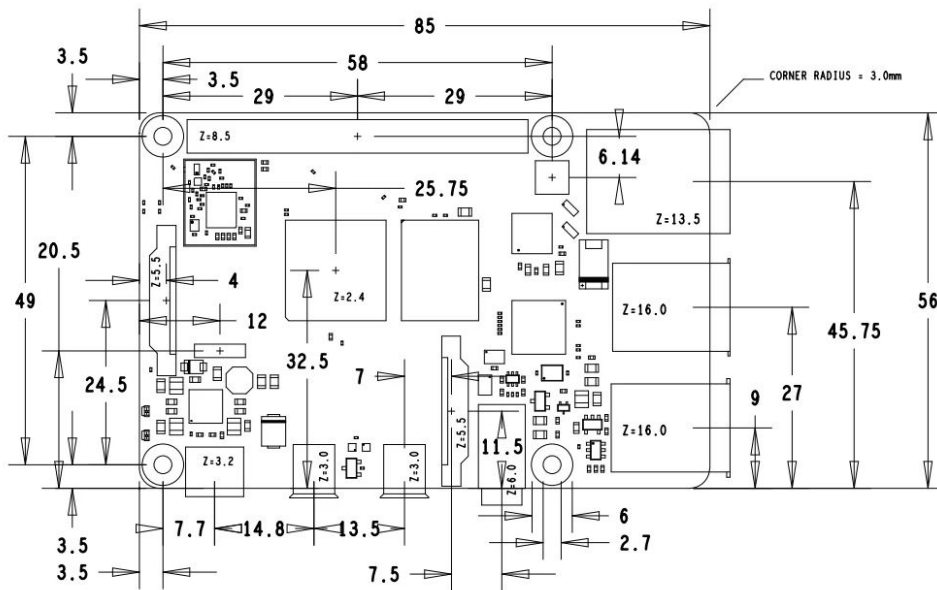 85
3.5
58
3.5
29
29
CORNER RADIUS = 3.0mm
Z=8.5
6.14
25.75
Z=13.5
20.5
Z=5.5
4
49
Z=2.4
12
Z=16.0
45.75
56
32.5
7
24.5
27
9
11.5
Z=5.5
Z=16.0
Z=3.2
Z=3.0
Z=3.0
Z=6.0
7.7
14.8
13.5
6
3.5
2.7
3.5
7.5